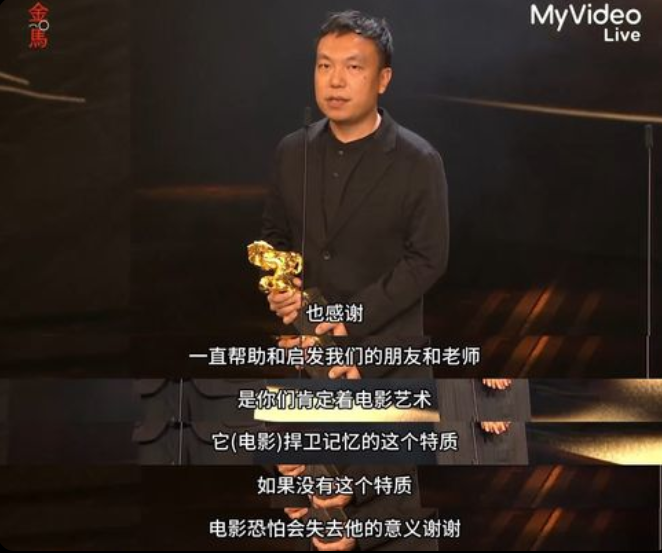 金
馬
MyVideo
Live
也感谢
一直帮助和启发我们的朋友和老师
是你们肯定着电影艺术
它(电影)捍卫记忆的这个特质
如果没有这个特质
电影恐怕会失去他的意义谢谢